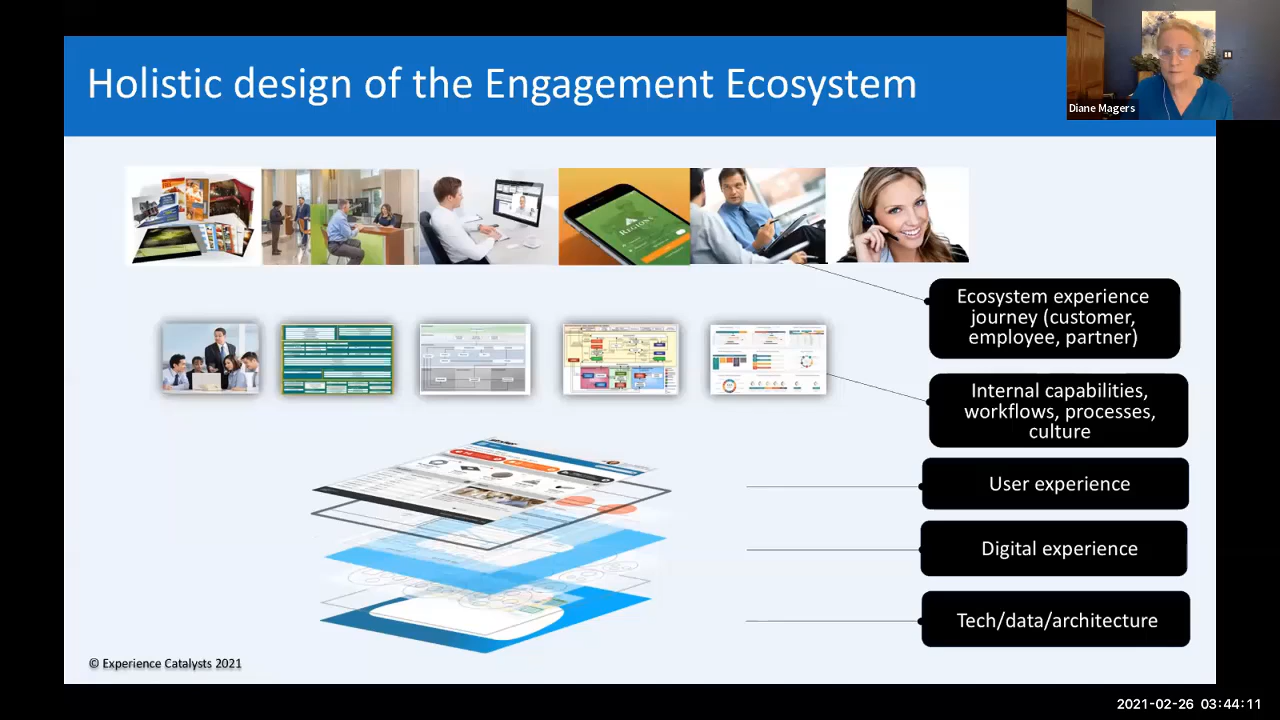 Holistic design of the Engagement Ecosystem
Diane Magers
REGIONS
Ecosystem experience
journey (customer,
employee, partner)
Internal capabilities,
workflows, processes,
culture
User experience
Digital experience
Tech/data/architecture
© Experience Catalysts 2021
2021-02-26 03:44:11